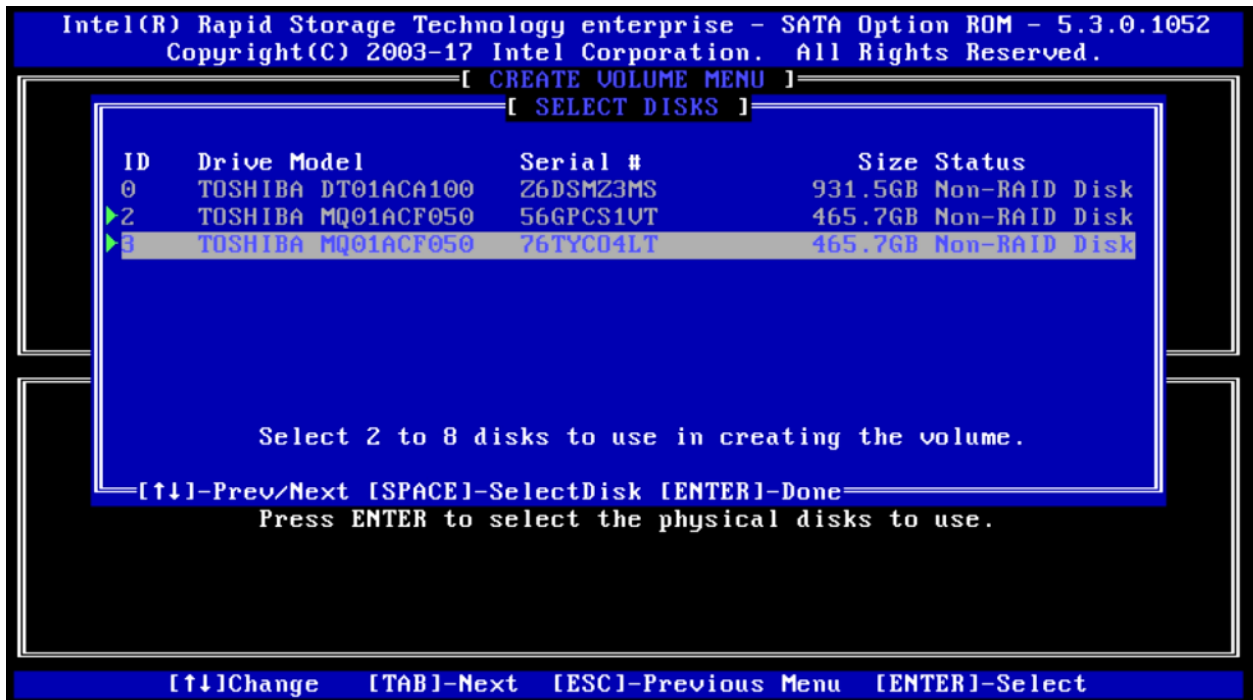 Intel(R) Rapid Storage Technology enterprise - SATA Option ROM - 5.3.0.1052
Copyright(C) 2003-17 Intel Corporation. All Rights Reserved.
[ CREATE VOLUME MENU ]
[ SELECT DISKS ]
ID Drive Model Serial # Size Status
0 TOSHIBA DT01ACA100 Z6DSMZ3MS 931.5GB Non-RAID Disk
2 TOSHIBA MQ01ACF050 56GPCS1VT 465.7GB Non-RAID Disk
3 TOSHIBA MQ01ACF050 76TYCO4LT 465.7GB Non-RAID Disk
Select 2 to 8 disks to use in creating the volume.
[↑↓]-Prev/Next [SPACE]-SelectDisk [ENTER]-Done
Press ENTER to select the physical disks to use.
[↑↓]Change [TAB]-Next [ESC]-Previous Menu [ENTER]-Select